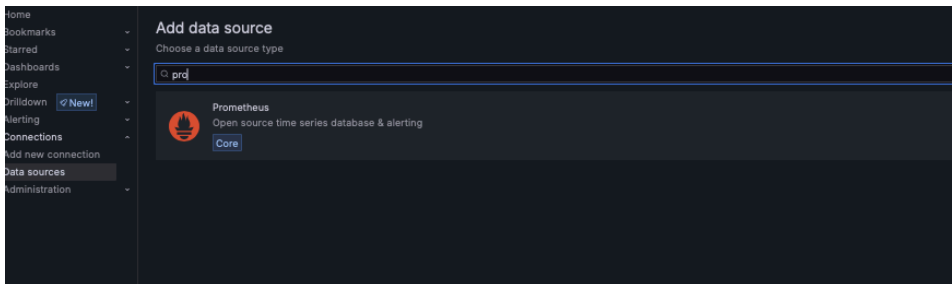 Home
Bookmarks
Starred
Dashboards
Explore
Drilldown New!
Alerting
Connections
Add new connection
Data sources
Administration
Add data source
Choose a data source type
pro
Prometheus
Open source time series database & alerting
Core